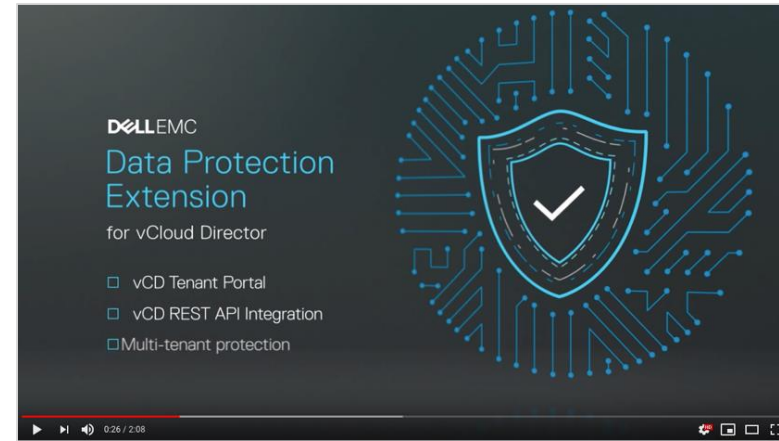 DELLEMC
Data Protection
Extension
for vCloud Director
vCD Tenant Portal
vCD REST API Integration
Multi-tenant protection
0:26 / 2:08
HD